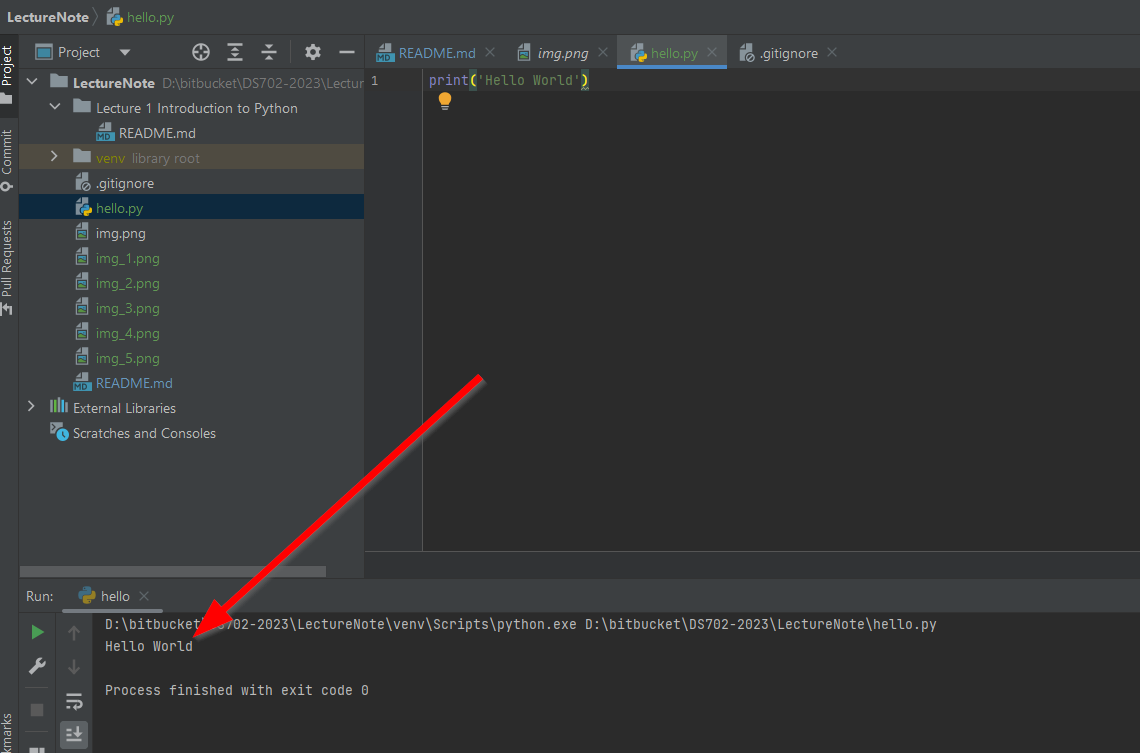 LectureNote hello.py
Project
README.md img.png hello.py .gitignore
Project
Commit
Pull Requests
kmarks
LectureNote D:\bitbucket\DS702-2023\Lectur
Lecture 1 Introduction to Python
MD README.md
venv library root
.gitignore
hello.py
img.png
img_1.png
img_2.png
img_3.png
img_4.png
img_5.png
MD README.md
External Libraries
Scratches and Consoles
1 print('Hello World')
Run: hello
D:\bitbucket\DS702-2023\LectureNote\venv\Scripts\python.exe D:\bitbucket\DS702-2023\LectureNote\hello.py
Hello World
Process finished with exit code 0